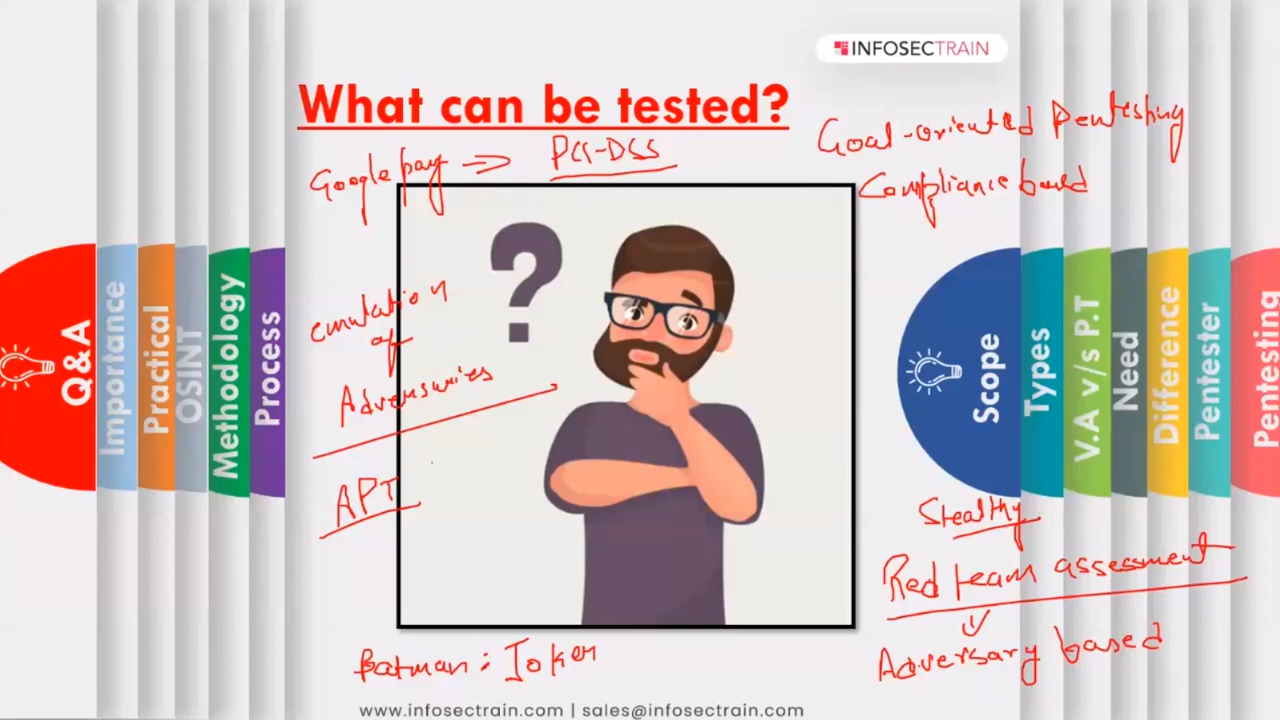 INFOSECTRAIN
What can be tested?
Goal-oriented Pentesting
Google pay => PCI-DSS
Compliance based
emulation
of
Adversaries
APT
Q&A
Importance
Practical
OSINT
Methodology
Process
Scope
Types
V.A v/s P.T
Need
Difference
Pentester
Pentesting
Stealthy
Red team assessment
Adversary based
Batman : Joker
www.infosectrain.com | sales@infosectrain.com